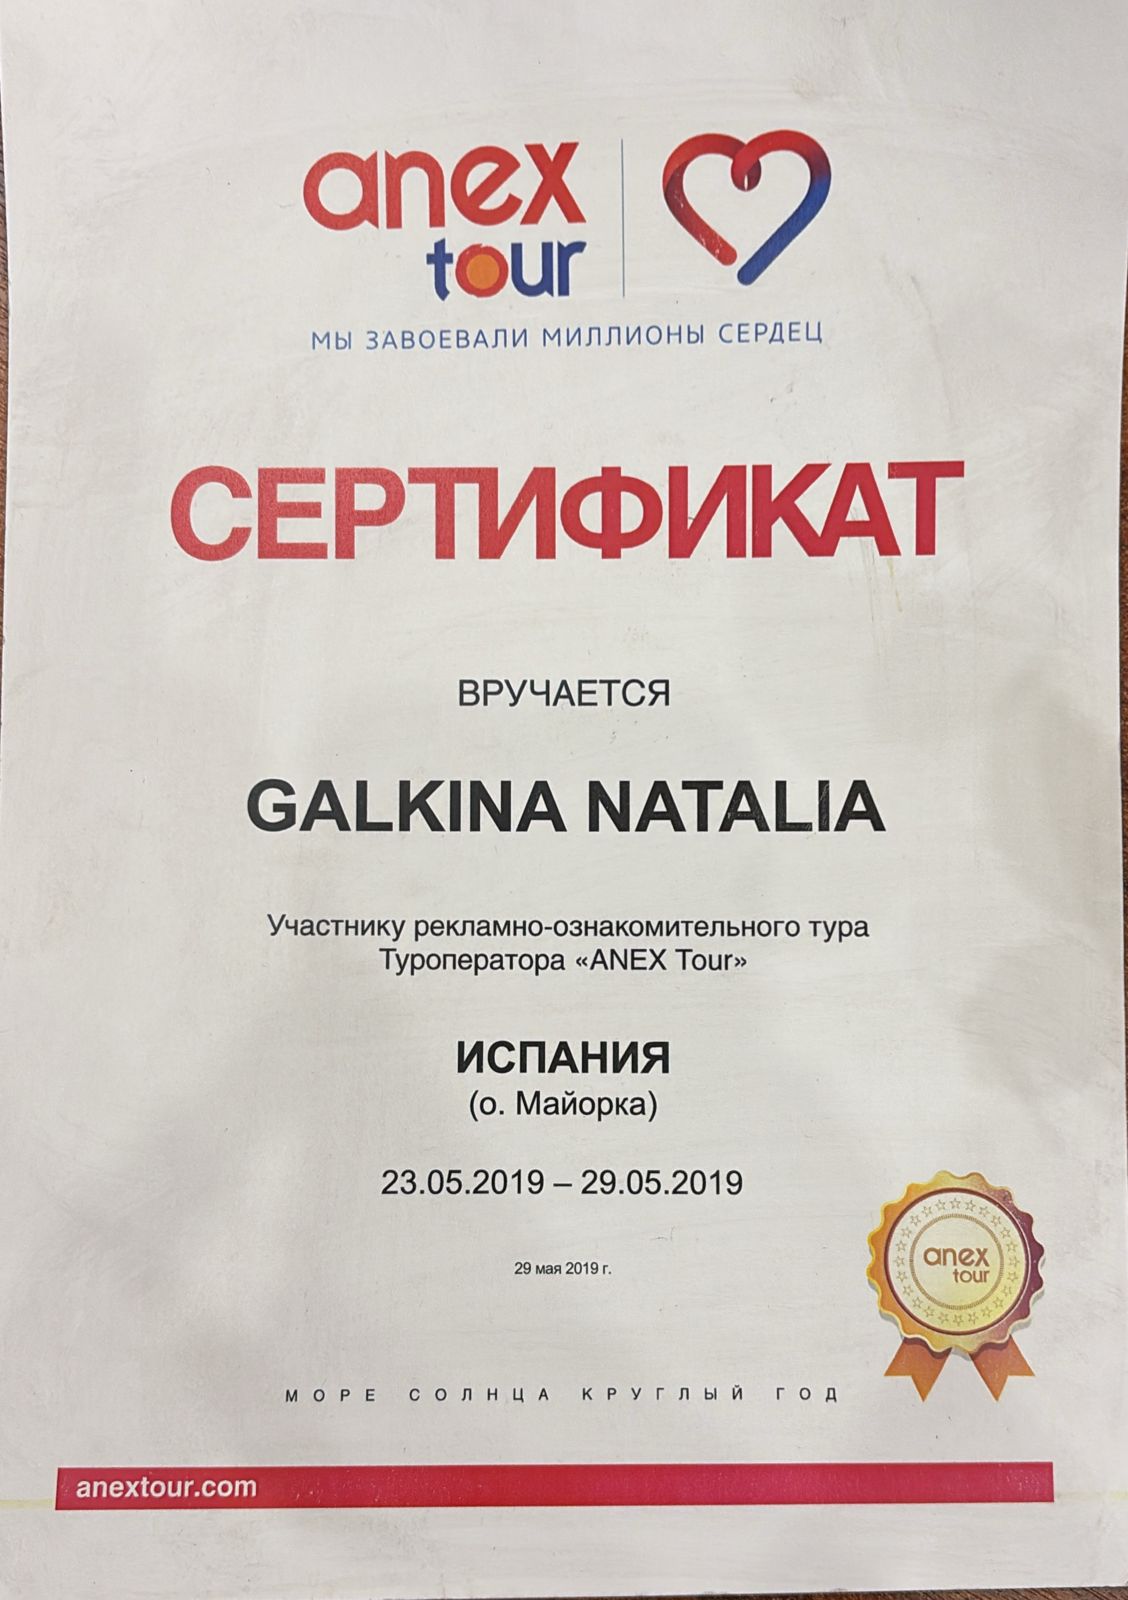 anex
tour
МЫ ЗАВОЕВАЛИ МИЛЛИОНЫ СЕРДЕЦ
СЕРТИФИКАТ
ВРУЧАЕТСЯ
GALKINA NATALIA
Участнику рекламно-ознакомительного тура
Туроператора «ANEX Tour»
ИСПАНИЯ
(о. Майорка)
23.05.2019 – 29.05.2019
29 мая 2019 г.
anex
tour
МОРЕ СОЛНЦА КРУГЛЫЙ ГОД
anextour.com